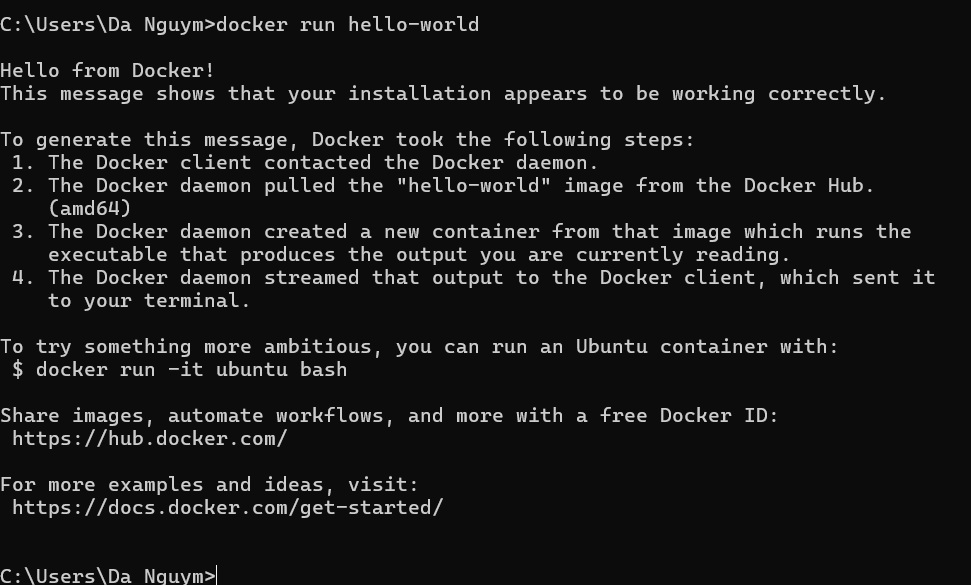 C:\Users\Da Nguym>docker run hello-world
Hello from Docker!
This message shows that your installation appears to be working correctly.
To generate this message, Docker took the following steps:
1. The Docker client contacted the Docker daemon.
2. The Docker daemon pulled the "hello-world" image from the Docker Hub.
(amd64)
3. The Docker daemon created a new container from that image which runs the
executable that produces the output you are currently reading.
4. The Docker daemon streamed that output to the Docker client, which sent it
to your terminal.
To try something more ambitious, you can run an Ubuntu container with:
$ docker run -it ubuntu bash
Share images, automate workflows, and more with a free Docker ID:
https://hub.docker.com/
For more examples and ideas, visit:
https://docs.docker.com/get-started/
C:\Users\Da Nguym>